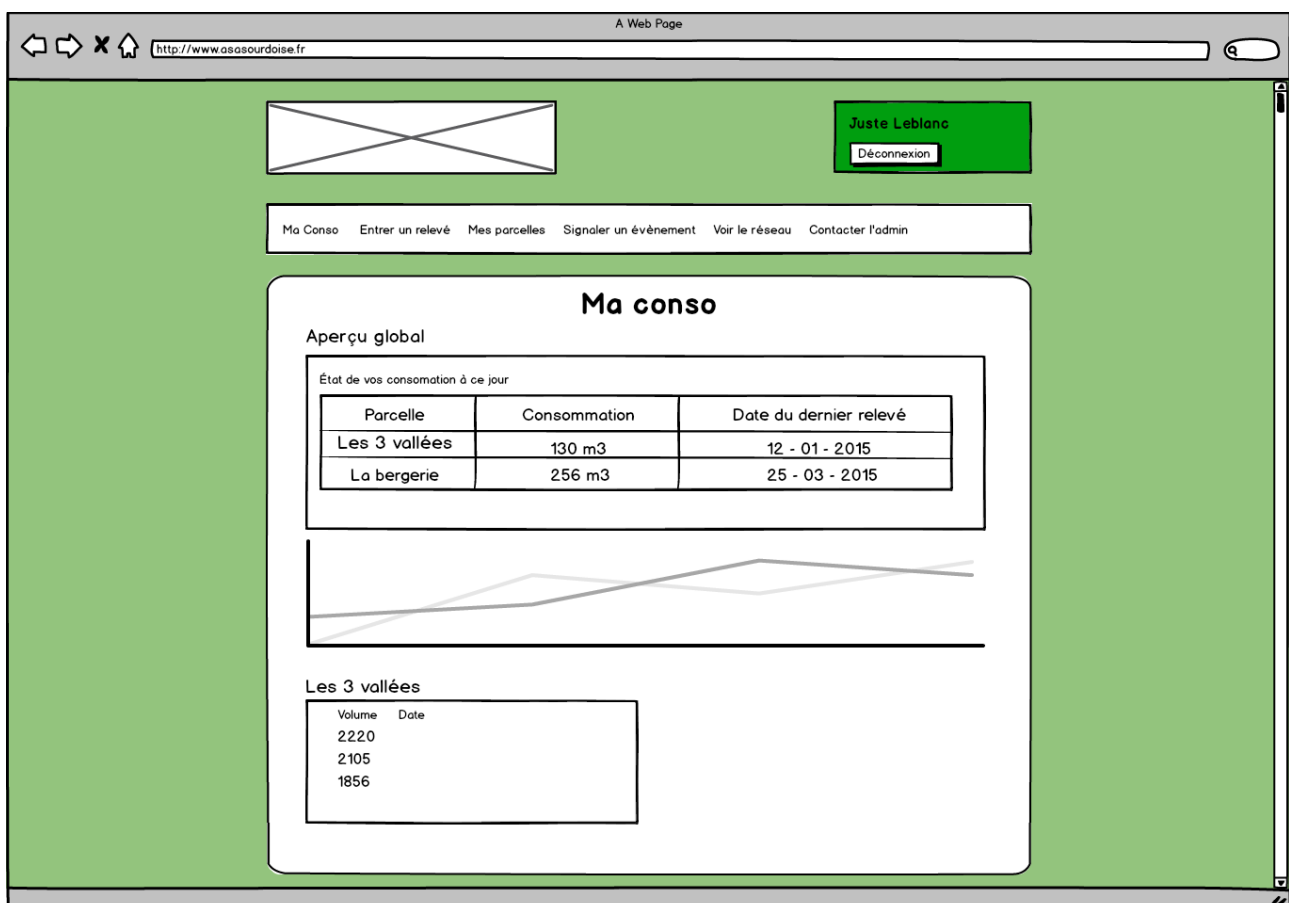 A Web Page
http://www.asasourdoise.fr
Juste Leblanc
Déconnexion
Ma Conso Entrer un relevé Mes parcelles Signaler un évènement Voir le réseau Contacter l'admin
Ma conso
Aperçu global
État de vos consomation à ce jour
Parcelle Consommation Date du dernier relevé
Les 3 vallées 130 m3 12 - 01 - 2015
La bergerie 256 m3 25 - 03 - 2015
Les 3 vallées
Volume Date
2220
2105
1856